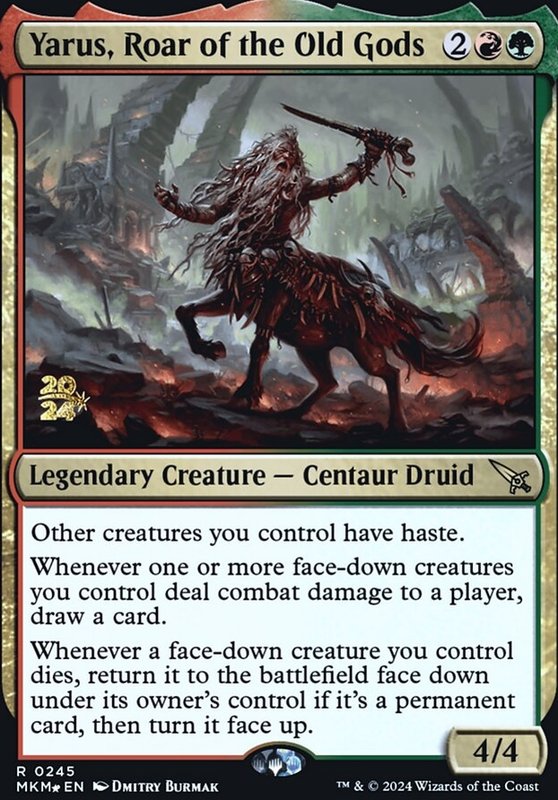 Yarus, Roar of the Old Gods 2
2024
Legendary Creature — Centaur Druid
Other creatures you control have haste.
Whenever one or more face-down creatures
you control deal combat damage to a player,
draw a card.
Whenever a face-down creature you control
dies, return it to the battlefield face down
under its owner's control if it's a permanent
card, then turn it face up.
4/4
R 0245
MKM★EN Dmitry Burmak
™ & © 2024 Wizards of the Coast